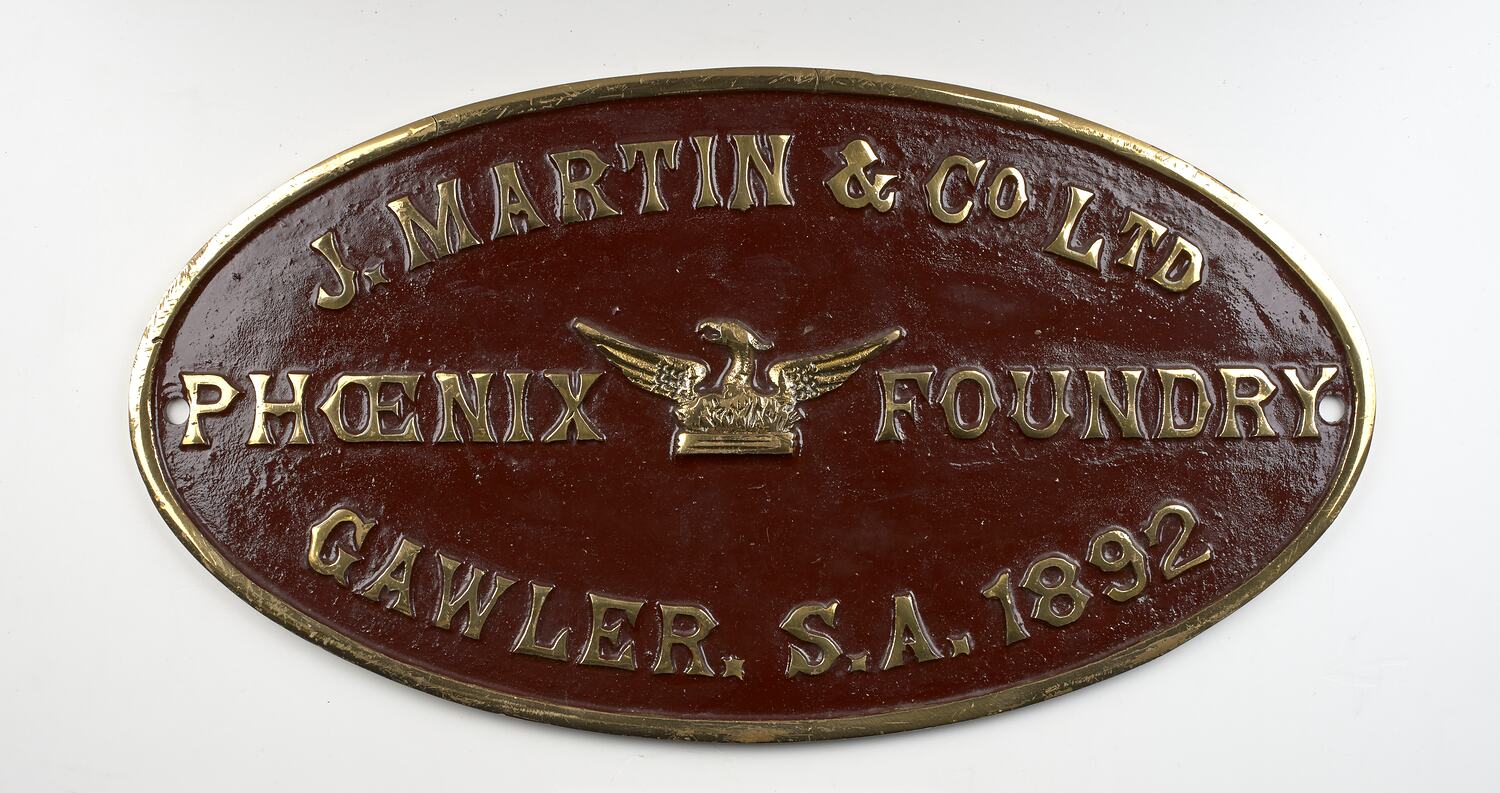 J. MARTIN & CO LTD
PHŒNIX FOUNDRY
GAWLER. S.A. 1892